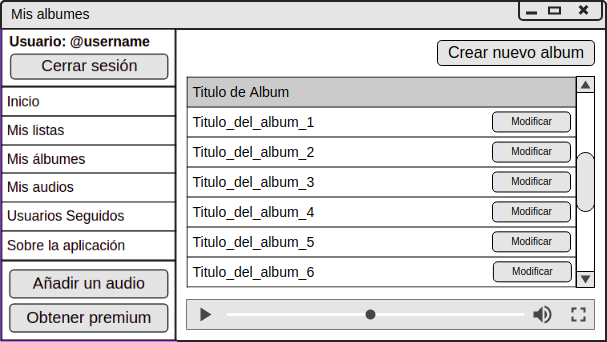 Mis albumes
Usuario: @username
Cerrar sesión
Inicio
Mis listas
Mis álbumes
Mis audios
Usuarios Seguidos
Sobre la aplicación
Añadir un audio
Obtener premium
Crear nuevo album
Titulo de Album
Titulo_del_album_1 Modificar
Titulo_del_album_2 Modificar
Titulo_del_album_3 Modificar
Titulo_del_album_4 Modificar
Titulo_del_album_5 Modificar
Titulo_del_album_6 Modificar